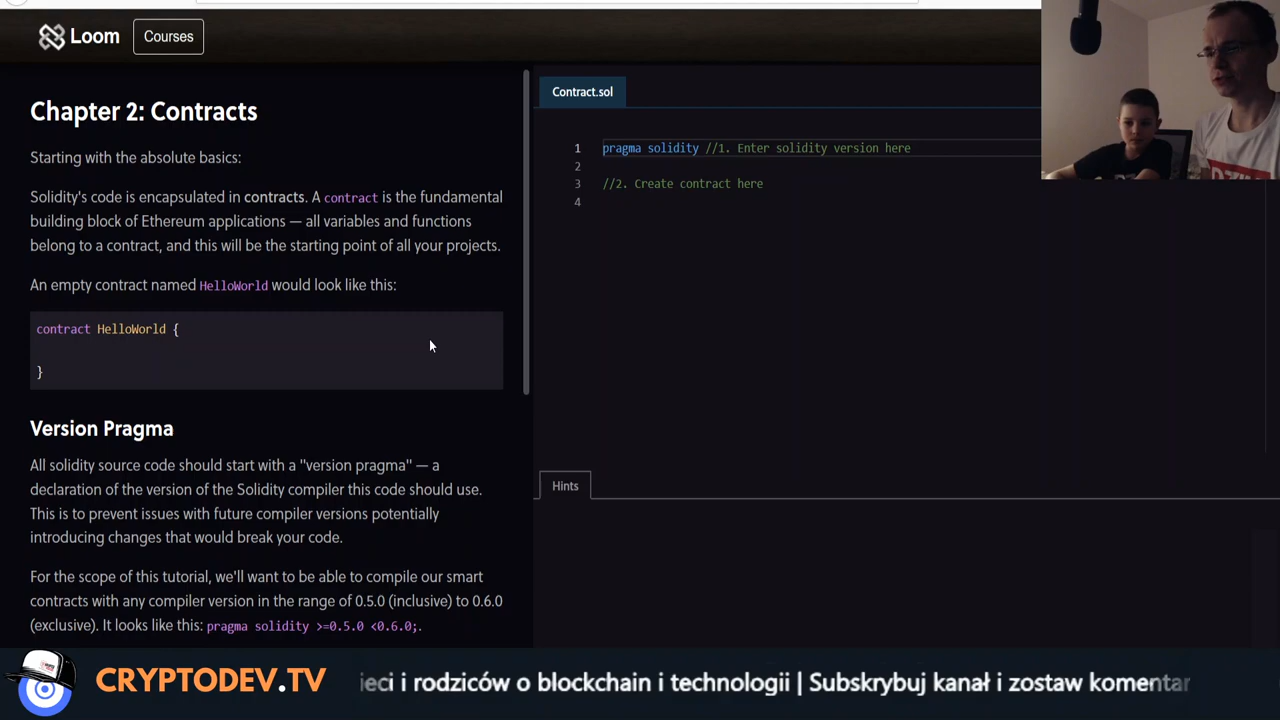 Loom
Courses
Chapter 2: Contracts
Starting with the absolute basics:
Solidity's code is encapsulated in contracts. A contract is the fundamental
building block of Ethereum applications — all variables and functions
belong to a contract, and this will be the starting point of all your projects.
An empty contract named HelloWorld would look like this:
contract HelloWorld {
}
Version Pragma
All solidity source code should start with a "version pragma" — a
declaration of the version of the Solidity compiler this code should use.
This is to prevent issues with future compiler versions potentially
introducing changes that would break your code.
For the scope of this tutorial, we'll want to be able to compile our smart
contracts with any compiler version in the range of 0.5.0 (inclusive) to 0.6.0
(exclusive). It looks like this: pragma solidity >=0.5.0 <0.6.0;.
Contract.sol
1 pragma solidity //1. Enter solidity version here
2
3 //2. Create contract here
4
Hints
CRYPTODEV.TV
ieci i rodziców o blockchain i technologii | Subskrybuj kanał i zostaw komentar